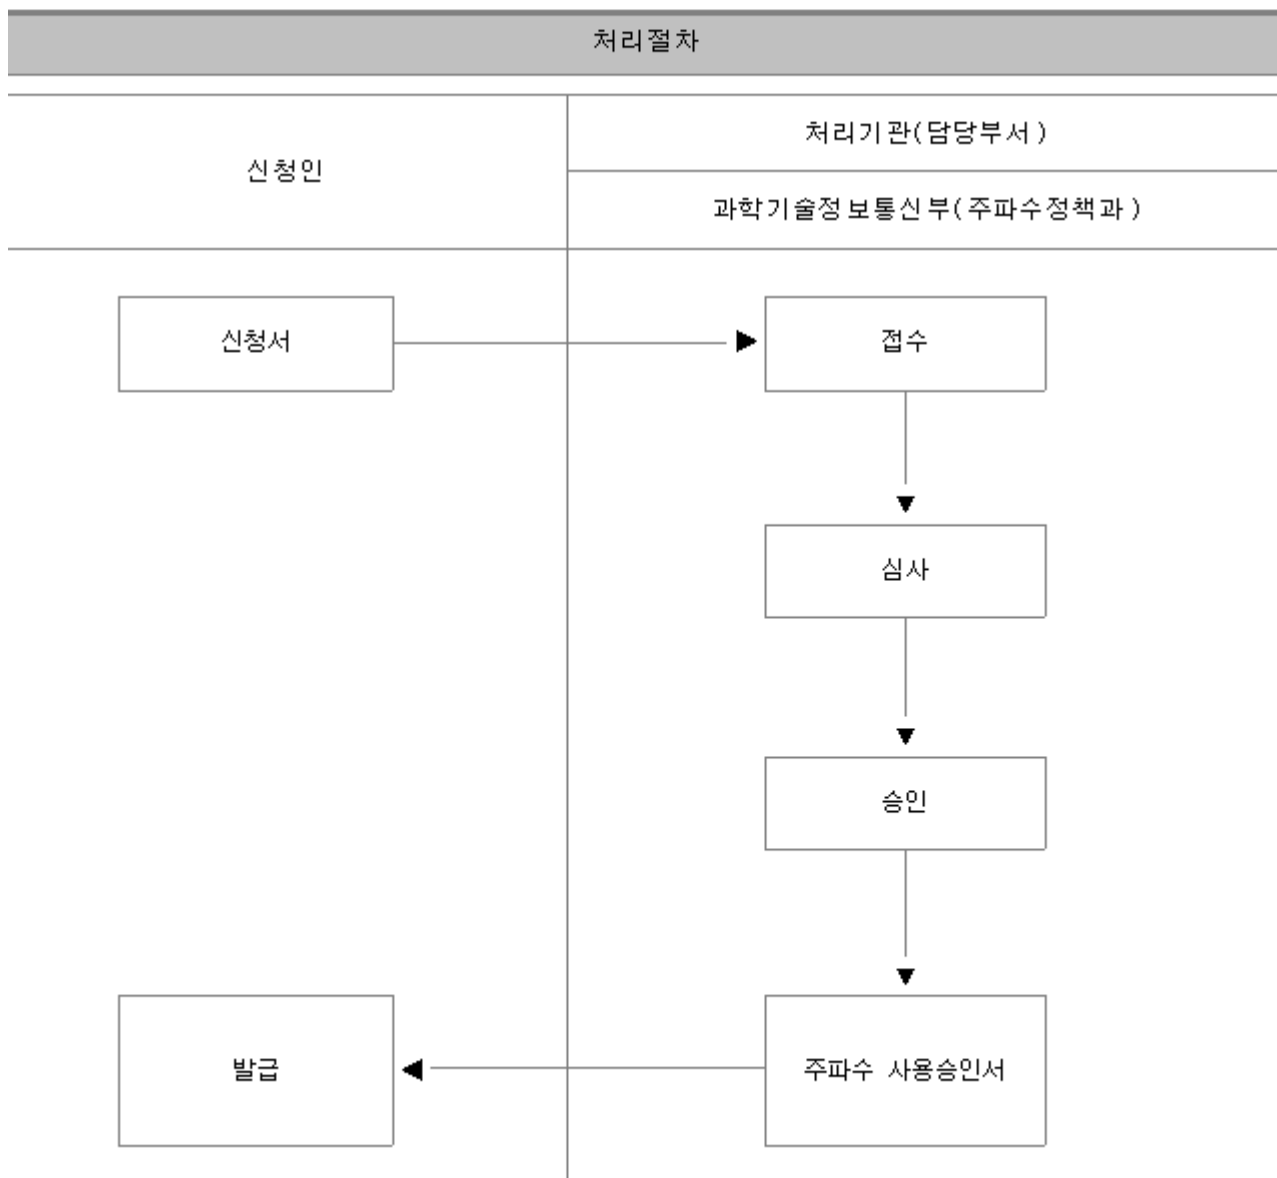 처리절차
신청인
처리기관(담당부서)
과학기술정보통신부(주파수정책과)
신청서
접수
심사
승인
발급
주파수 사용승인서